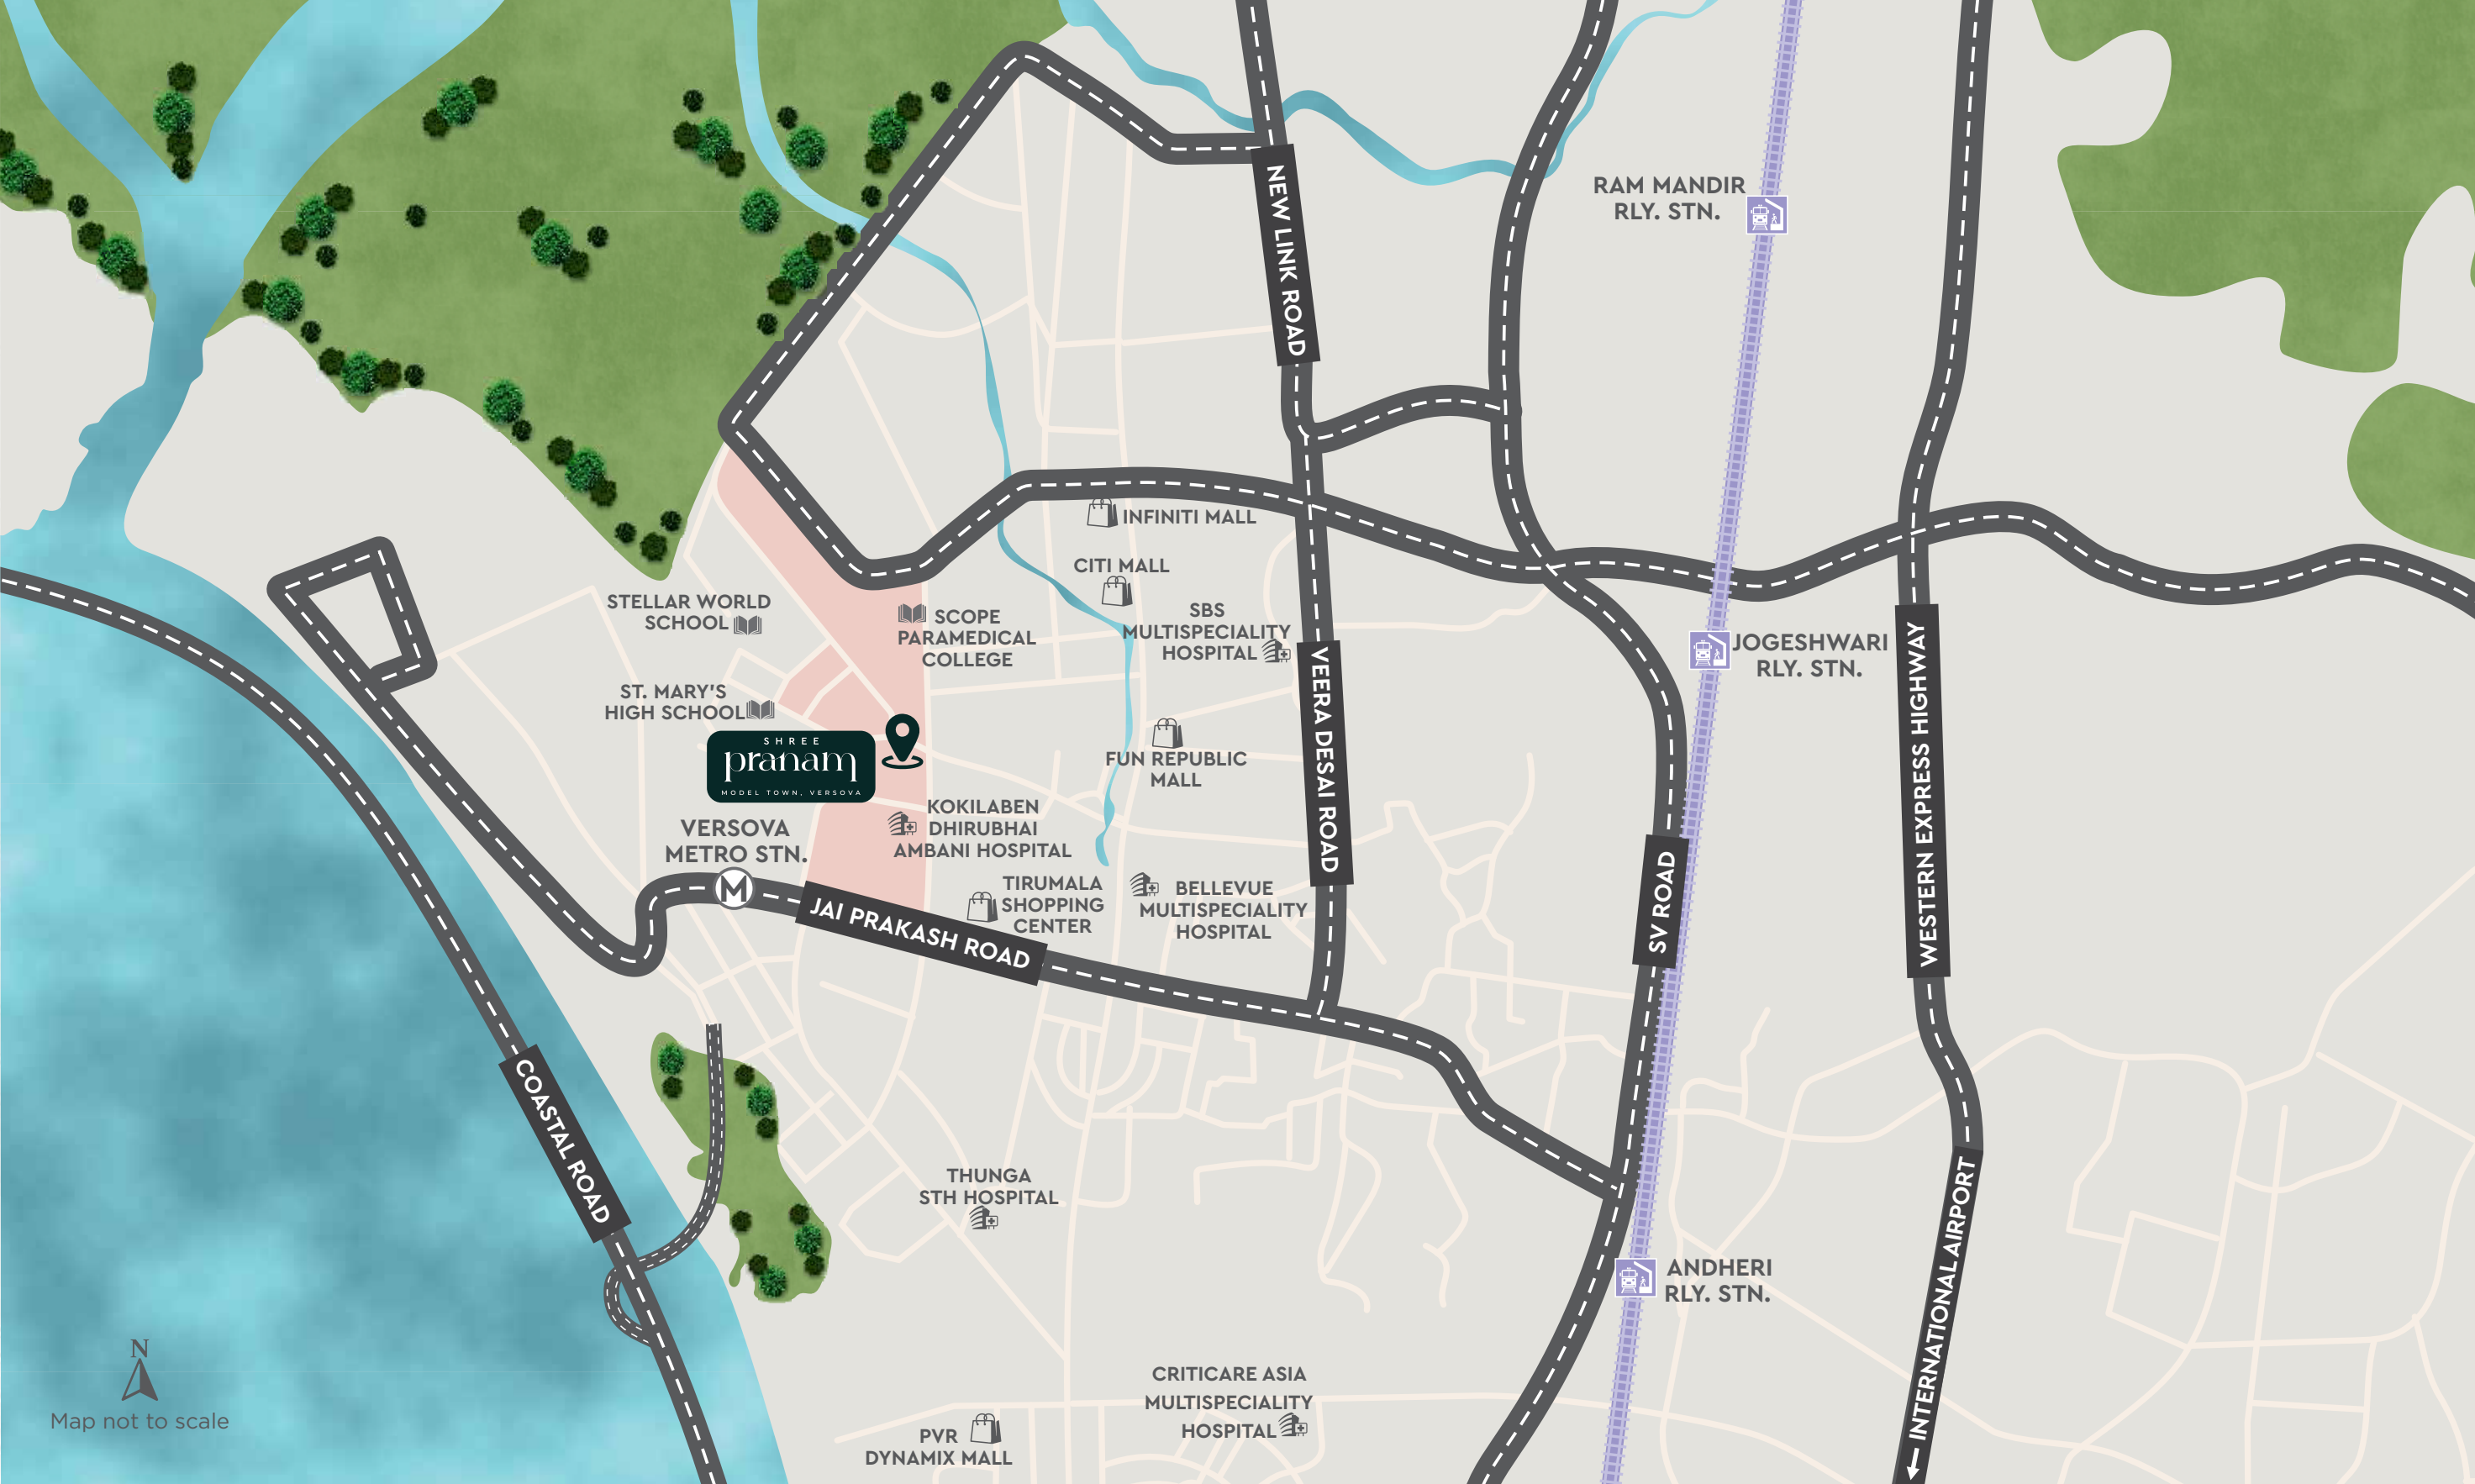 RAM MANDIR
RLY. STN.
NEW LINK ROAD
INFINITI MALL
CITI MALL
STELLAR WORLD
SCHOOL
SCOPE
PARAMEDICAL
COLLEGE
SBS
MULTISPECIALITY
HOSPITAL
JOGESHWARI
RLY. STN.
ST. MARY'S
HIGH SCHOOL
SHREE
pranam
MODEL TOWN, VERSOVA
FUN REPUBLIC
MALL
VEERA DESAI ROAD
WESTERN EXPRESS HIGHWAY
KOKILABEN
DHIRUBHAI
AMBANI HOSPITAL
VERSOVA
METRO STN.
M
JAI PRAKASH ROAD
TIRUMALA
SHOPPING
CENTER
BELLEVUE
MULTISPECIALITY
HOSPITAL
SV ROAD
COASTAL ROAD
THUNGA
STH HOSPITAL
ANDHERI
RLY. STN.
INTERNATIONAL AIRPORT
N
Map not to scale
CRITICARE ASIA
MULTISPECIALITY
HOSPITAL
PVR
DYNAMIX MALL